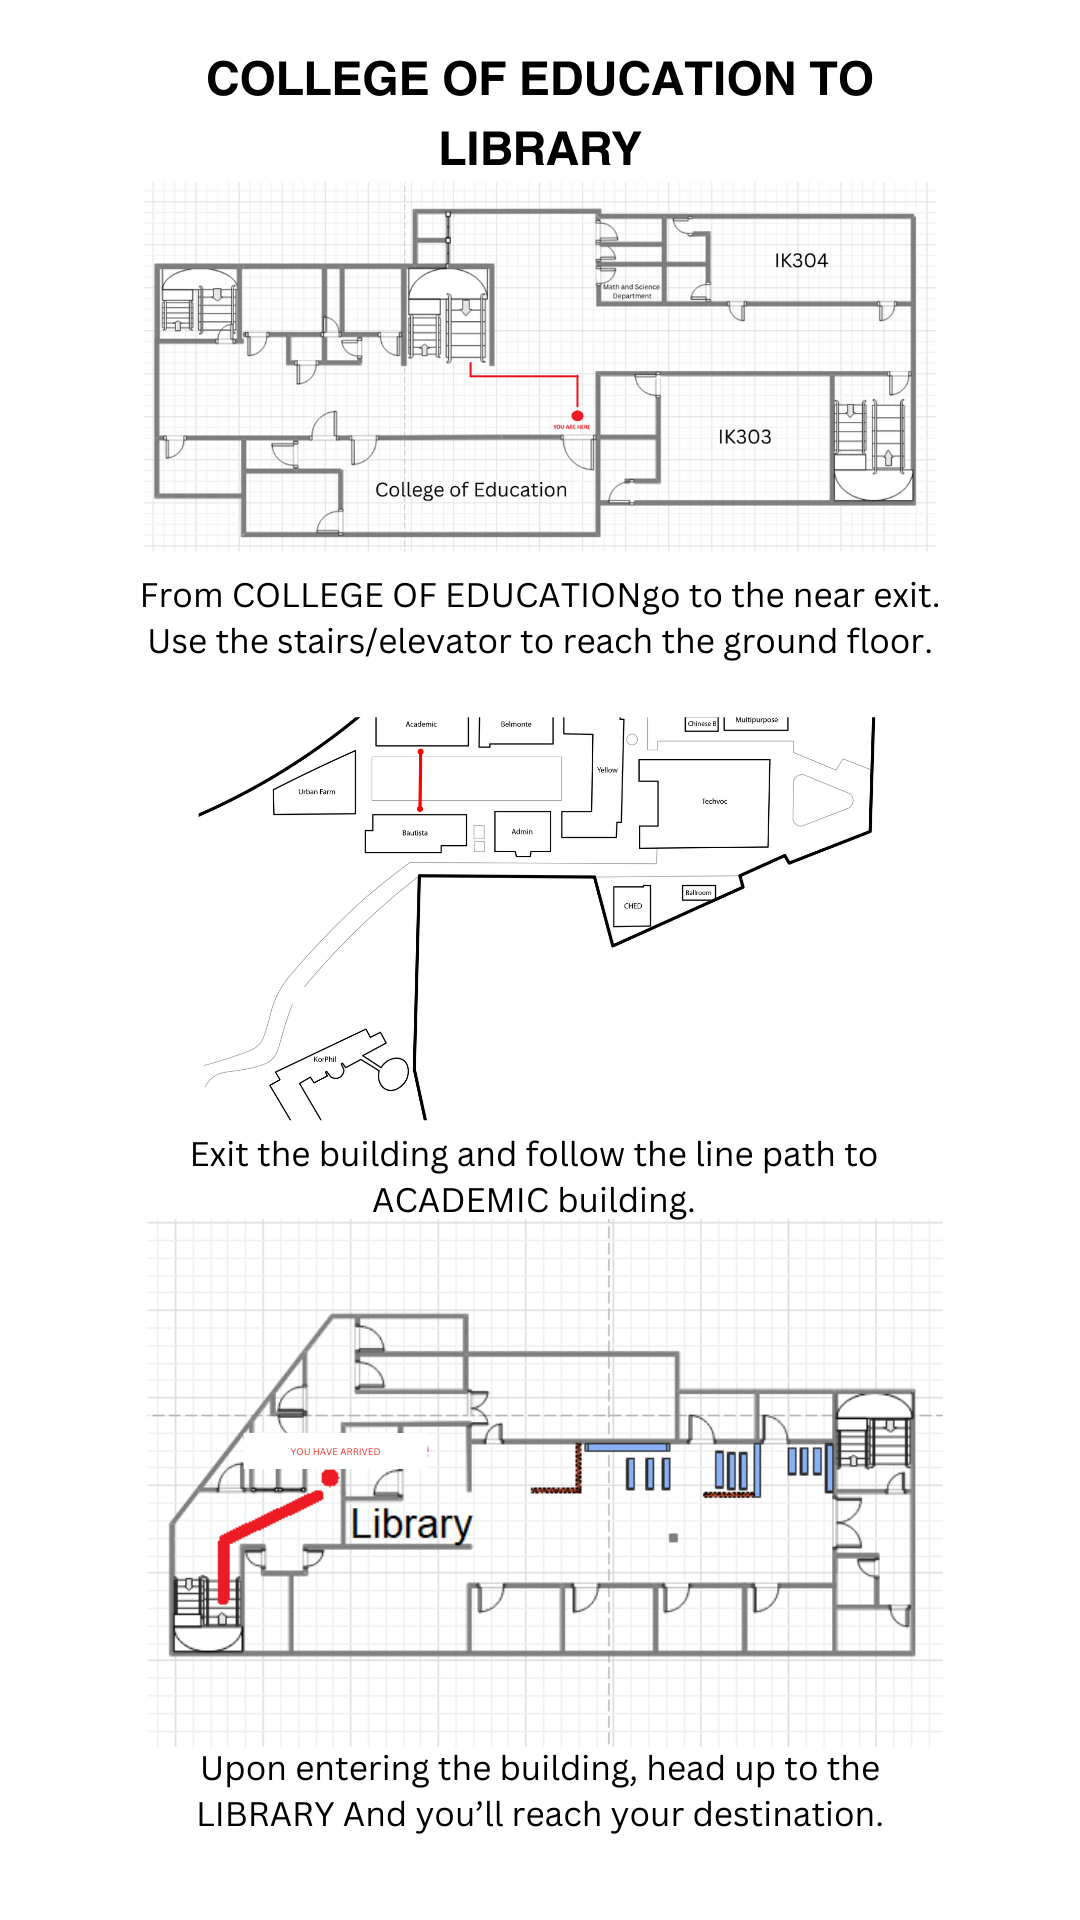 COLLEGE OF EDUCATION TO
LIBRARY
IK304
Math and Science
Department
YOU ARE HERE
IK303
College of Education
From COLLEGE OF EDUCATIONgo to the near exit.
Use the stairs/elevator to reach the ground floor.
Academic
Belmonte
Chinese B
Multipurpose
Yellow
Urban Farm
Techvoc
Bautista
Admin
CHED
Ballroom
KorPhil
Exit the building and follow the line path to
ACADEMIC building.
YOU HAVE ARRIVED
Library
Upon entering the building, head up to the
LIBRARY And you’ll reach your destination.